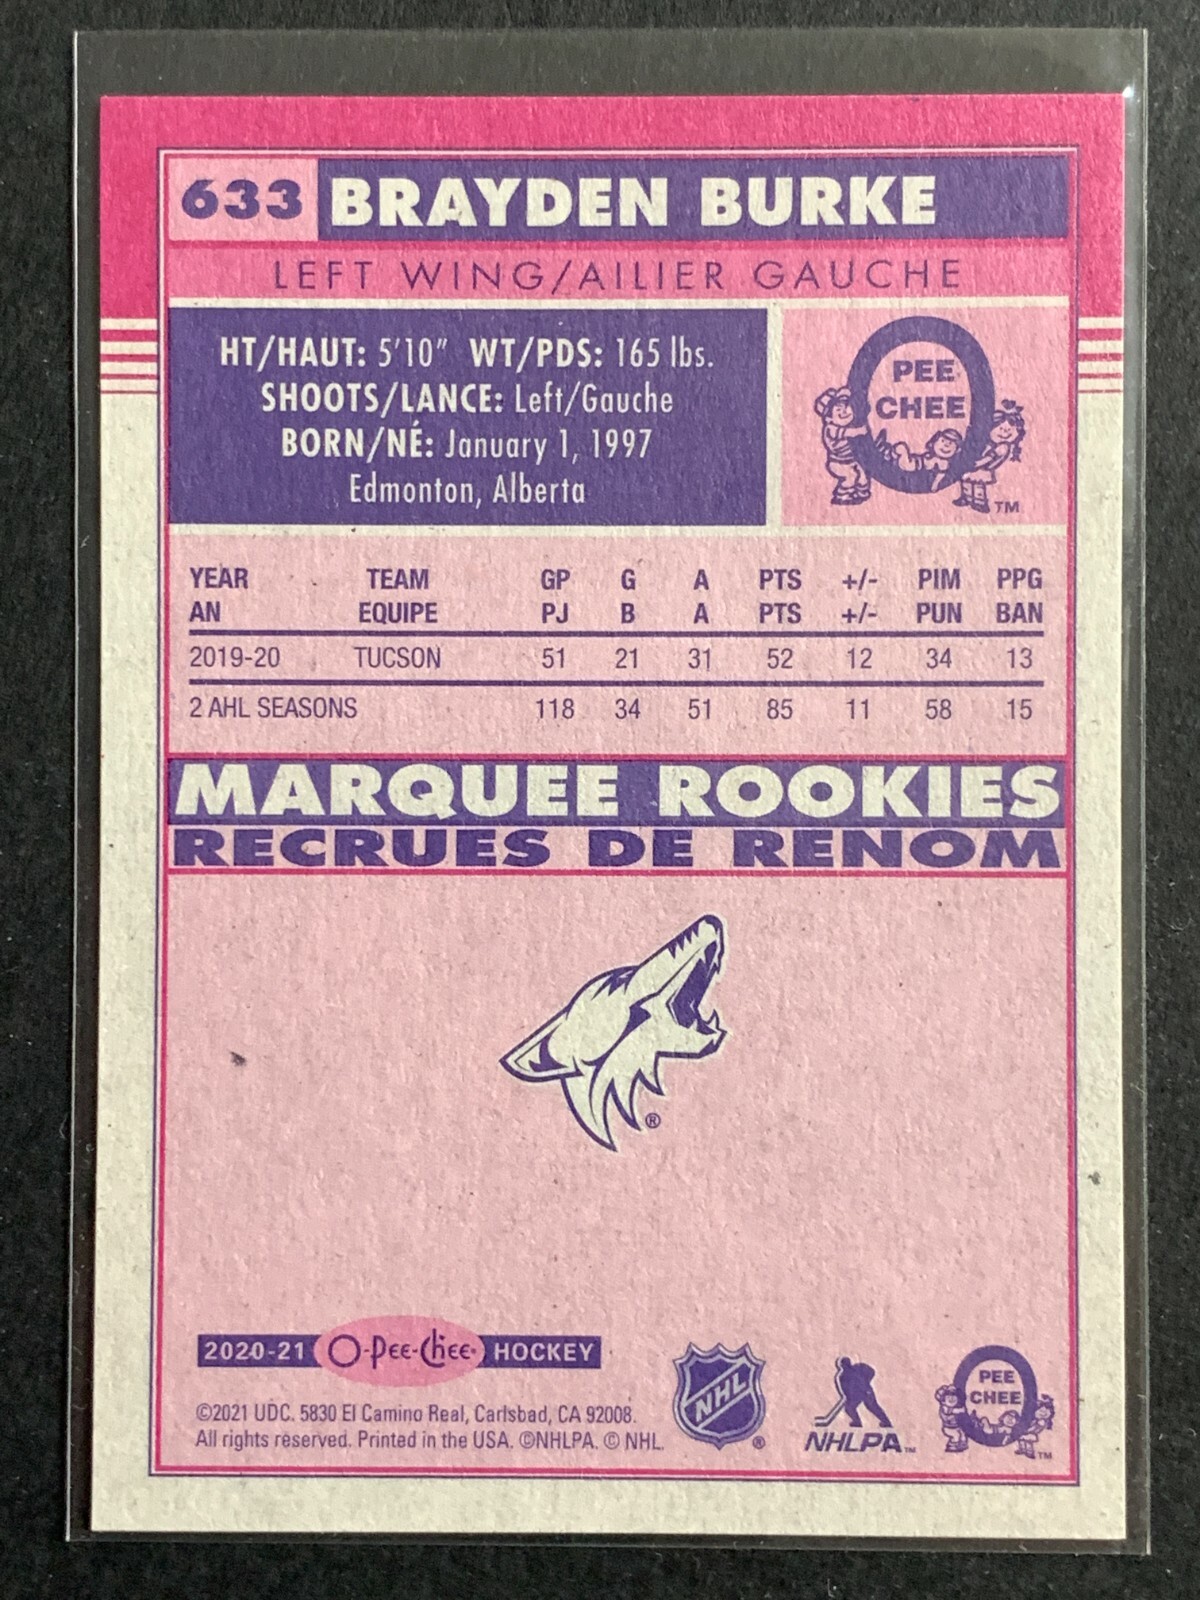 633 BRAYDEN BURKE
LEFT WING/AILIER GAUCHE
HT/HAUT: 5'10" WT/PDS: 165 lbs.
SHOOTS/LANCE: Left/Gauche
BORN/NÉ: January 1, 1997
Edmonton, Alberta
PEE
CHEE
TM
YEAR TEAM GP G A PTS +/- PIM PPG
AN EQUIPE PJ B A PTS +/- PUN BAN
2019-20 TUCSON 51 21 31 52 12 34 13
2 AHL SEASONS 118 34 51 85 11 58 15
MARQUEE ROOKIES
RECRUES DE RENOM
®
2020-21 O-Pee-Chee® HOCKEY
©2021 UDC. 5830 El Camino Real, Carlsbad, CA 92008.
All rights reserved. Printed in the USA. ©NHLPA. © NHL.
NHL ®
NHLPA™
PEE
CHEE
TM